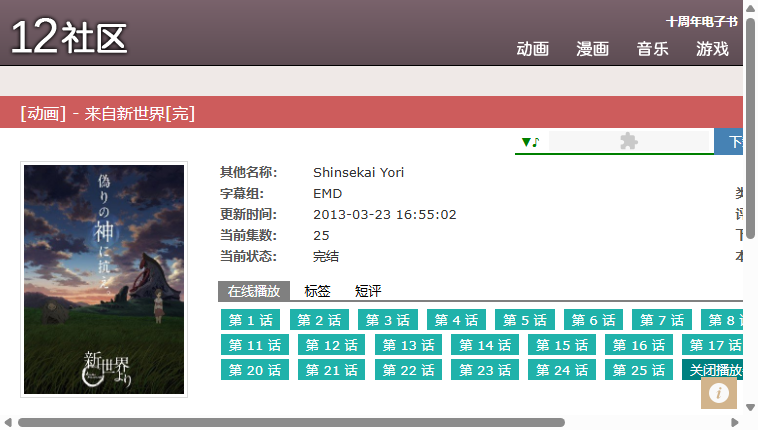 12社区
十周年电子书
动画 漫画 音乐 游戏
[动画] - 来自新世界[完]
▼♪
其他名称: Shinsekai Yori
字幕组: EMD
更新时间: 2013-03-23 16:55:02
当前集数: 25
当前状态: 完结
偽りの神に抗え
新世界より
在线播放 标签 短评
第 1 话 第 2 话 第 3 话 第 4 话 第 5 话 第 6 话 第 7 话 第 8
第 11 话 第 12 话 第 13 话 第 14 话 第 15 话 第 16 话 第 17 话
第 20 话 第 21 话 第 22 话 第 23 话 第 24 话 第 25 话 关闭播放